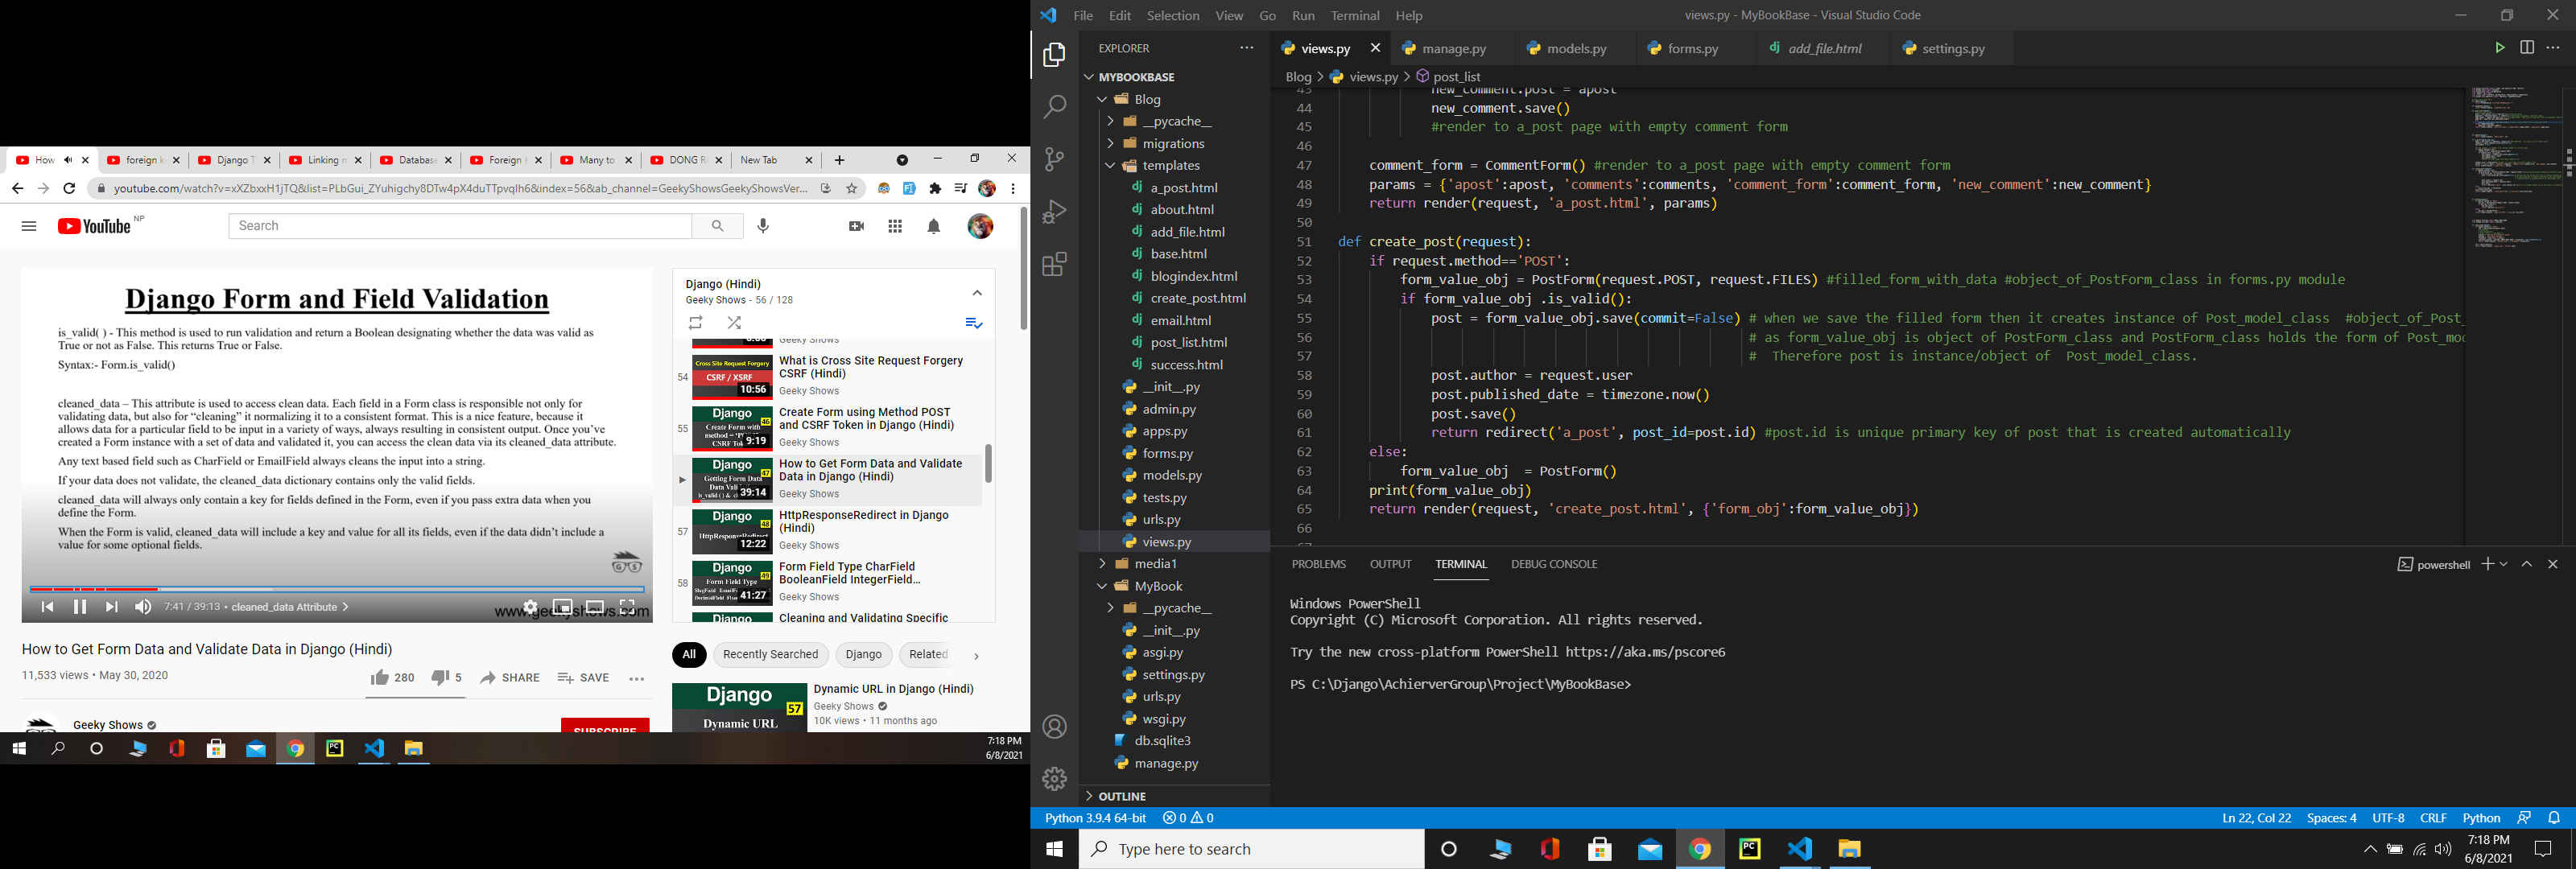 How
foreign k
Django T
Linking m
Database
Foreign
Many to
DONG R
New Tab
youtube.com/watch?v=xXZbxxH1jTQ&list=PLbGui_ZYuhigchy8DTw4pX4duTTpvqIh6&index=56&ab_channel=GeekyShowsGeekyShowsVer...
YouTube NP
Search
Django Form and Field Validation
is_valid( ) - This method is used to run validation and return a Boolean designating whether the data was valid as
True or not as False. This returns True or False.
Syntax:- Form.is_valid()
cleaned_data – This attribute is used to access clean data. Each field in a Form class is responsible not only for
validating data, but also for “cleaning” it normalizing it to a consistent format. This is a nice feature, because it
allows data for a particular field to be input in a variety of ways, always resulting in consistent output. Once you’ve
created a Form instance with a set of data and validated it, you can access the clean data via its cleaned_data attribute.
Any text based field such as CharField or EmailField always cleans the input into a string.
If your data does not validate, the cleaned_data dictionary contains only the valid fields.
cleaned_data will always only contain a key for fields defined in the Form, even if you pass extra data when you
define the Form.
When the Form is valid, cleaned_data will include a key and value for all its fields, even if the data didn’t include a
value for some optional fields.
7:41 / 39:13 • cleaned_data Attribute
www.geekyshows.com
How to Get Form Data and Validate Data in Django (Hindi)
11,533 views • May 30, 2020
280
5
SHARE
SAVE
Geeky Shows
SUBSCRIBE
Django (Hindi)
Geeky Shows - 56 / 128
Geeky Shows
54
Cross Site Request Forgery
CSRF / XSRF
10:56
What is Cross Site Request Forgery
CSRF (Hindi)
Geeky Shows
55
Django
46
Create Form with
9:19
Create Form using Method POST
and CSRF Token in Django (Hindi)
Geeky Shows
Django
47
Getting Form Data
39:14
How to Get Form Data and Validate
Data in Django (Hindi)
Geeky Shows
57
Django
48
HttpResponseRedirect
12:22
HttpResponseRedirect in Django
(Hindi)
Geeky Shows
58
Django
49
Form Field Type
41:27
Form Field Type CharField
BooleanField IntegerField...
Geeky Shows
Cleaning and Validating Specific
All
Recently Searched
Django
Related
Django
57
Dynamic URL
Dynamic URL in Django (Hindi)
Geeky Shows
10K views • 11 months ago
7:18 PM
6/8/2021
File Edit Selection View Go Run Terminal Help
views.py - MyBookBase - Visual Studio Code
EXPLORER
MYBOOKBASE
Blog
__pycache__
migrations
templates
a_post.html
about.html
add_file.html
base.html
blogindex.html
create_post.html
email.html
post_list.html
success.html
__init__.py
admin.py
apps.py
forms.py
models.py
tests.py
urls.py
views.py
media1
MyBook
__pycache__
__init__.py
asgi.py
settings.py
urls.py
wsgi.py
db.sqlite3
manage.py
OUTLINE
views.py
manage.py
models.py
forms.py
add_file.html
settings.py
Blog > views.py > post_list
43 new_comment.post = apost
44 new_comment.save()
45 #render to a_post page with empty comment form
46
47 comment_form = CommentForm() #render to a_post page with empty comment form
48 params = {'apost':apost, 'comments':comments, 'comment_form':comment_form, 'new_comment':new_comment}
49 return render(request, 'a_post.html', params)
50
51 def create_post(request):
52 if request.method=='POST':
53 form_value_obj = PostForm(request.POST, request.FILES) #filled_form_with_data #object_of_PostForm_class in forms.py module
54 if form_value_obj .is_valid():
55 post = form_value_obj.save(commit=False) # when we save the filled form then it creates instance of Post_model_class #object_of_Post_
56 # as form_value_obj is object of PostForm_class and PostForm_class holds the form of Post_mo
57 # Therefore post is instance/object of Post_model_class.
58 post.author = request.user
59 post.published_date = timezone.now()
60 post.save()
61 return redirect('a_post', post_id=post.id) #post.id is unique primary key of post that is created automatically
62 else:
63 form_value_obj = PostForm()
64 print(form_value_obj)
65 return render(request, 'create_post.html', {'form_obj':form_value_obj})
66
PROBLEMS OUTPUT TERMINAL DEBUG CONSOLE
powershell
Windows PowerShell
Copyright (C) Microsoft Corporation. All rights reserved.
Try the new cross-platform PowerShell https://aka.ms/pscore6
PS C:\Django\AchierverGroup\Project\MyBookBase>
Python 3.9.4 64-bit
0
0
Ln 22, Col 22
Spaces: 4
UTF-8
CRLF
Python
Type here to search
7:18 PM
6/8/2021